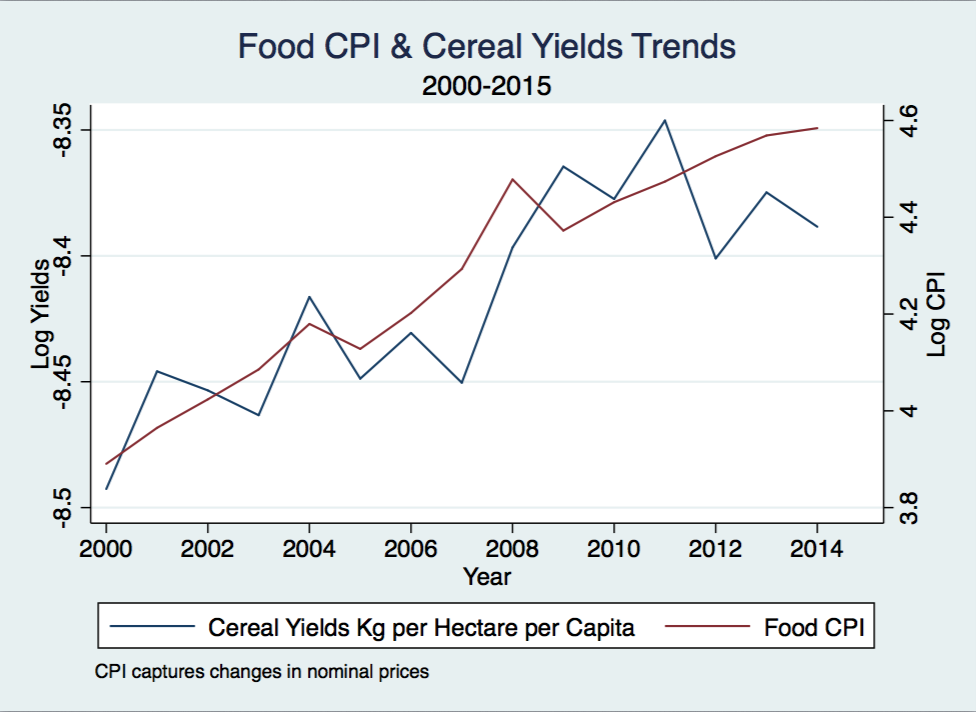 Food CPI & Cereal Yields Trends
2000-2015
Log Yields
-8.35
-8.4
-8.45
-8.5
4.6
4.4
4.2
4
3.8
Log CPI
2000 2002 2004 2006 2008 2010 2012 2014
Year
Cereal Yields Kg per Hectare per Capita Food CPI
CPI captures changes in nominal prices